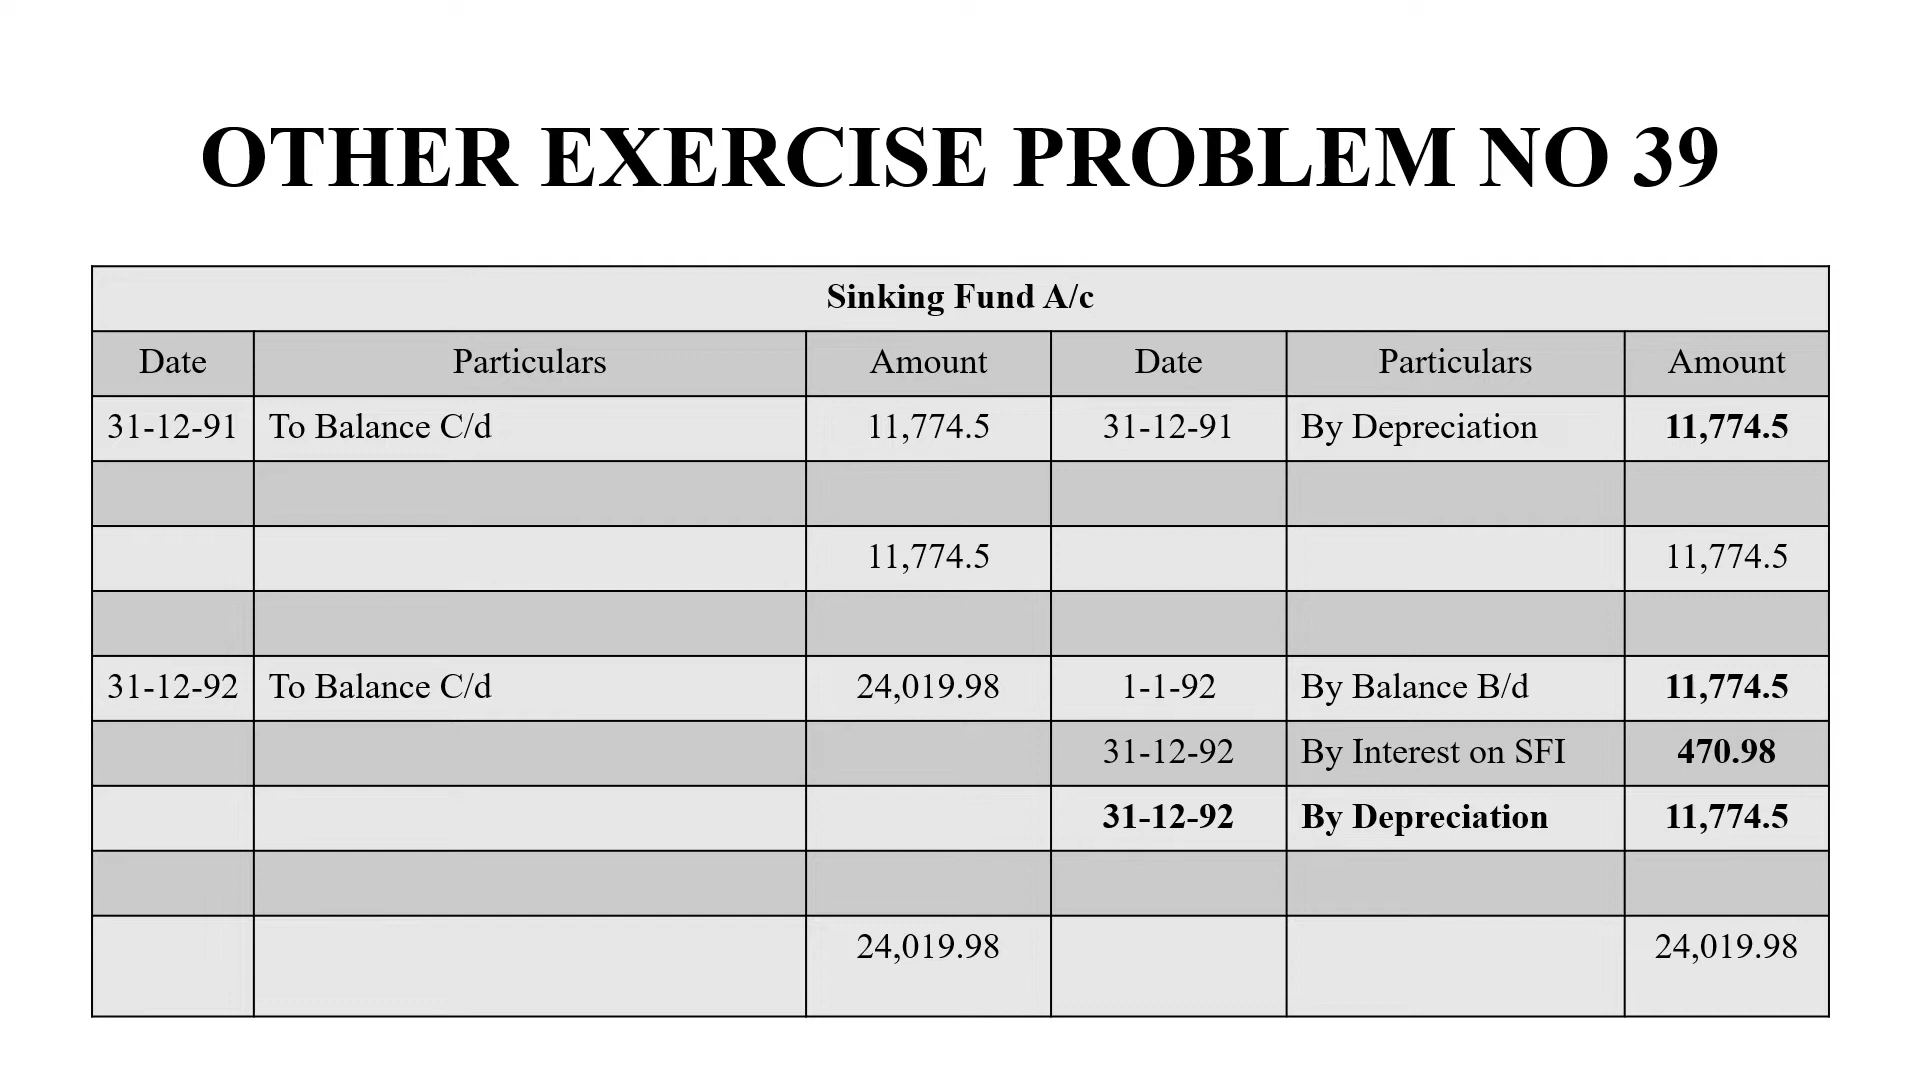 OTHER EXERCISE PROBLEM NO 39
Sinking Fund A/c
Date Particulars Amount Date Particulars Amount
31-12-91 To Balance C/d 11,774.5 31-12-91 By Depreciation 11,774.5
11,774.5 11,774.5
31-12-92 To Balance C/d 24,019.98 1-1-92 By Balance B/d 11,774.5
31-12-92 By Interest on SFI 470.98
31-12-92 By Depreciation 11,774.5
24,019.98 24,019.98